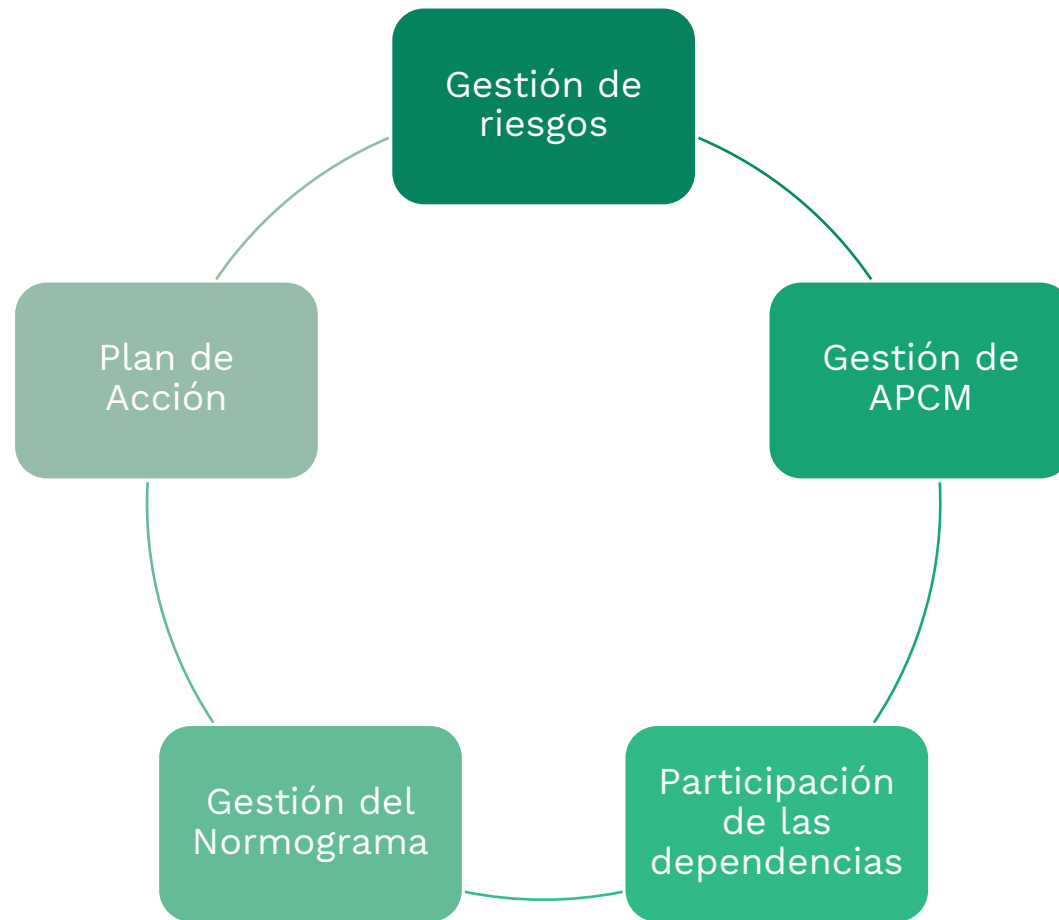 Gestión de
riesgos
Gestión de
APCM
Participación
de las
dependencias
Gestión del
Normograma
Plan de
Acción